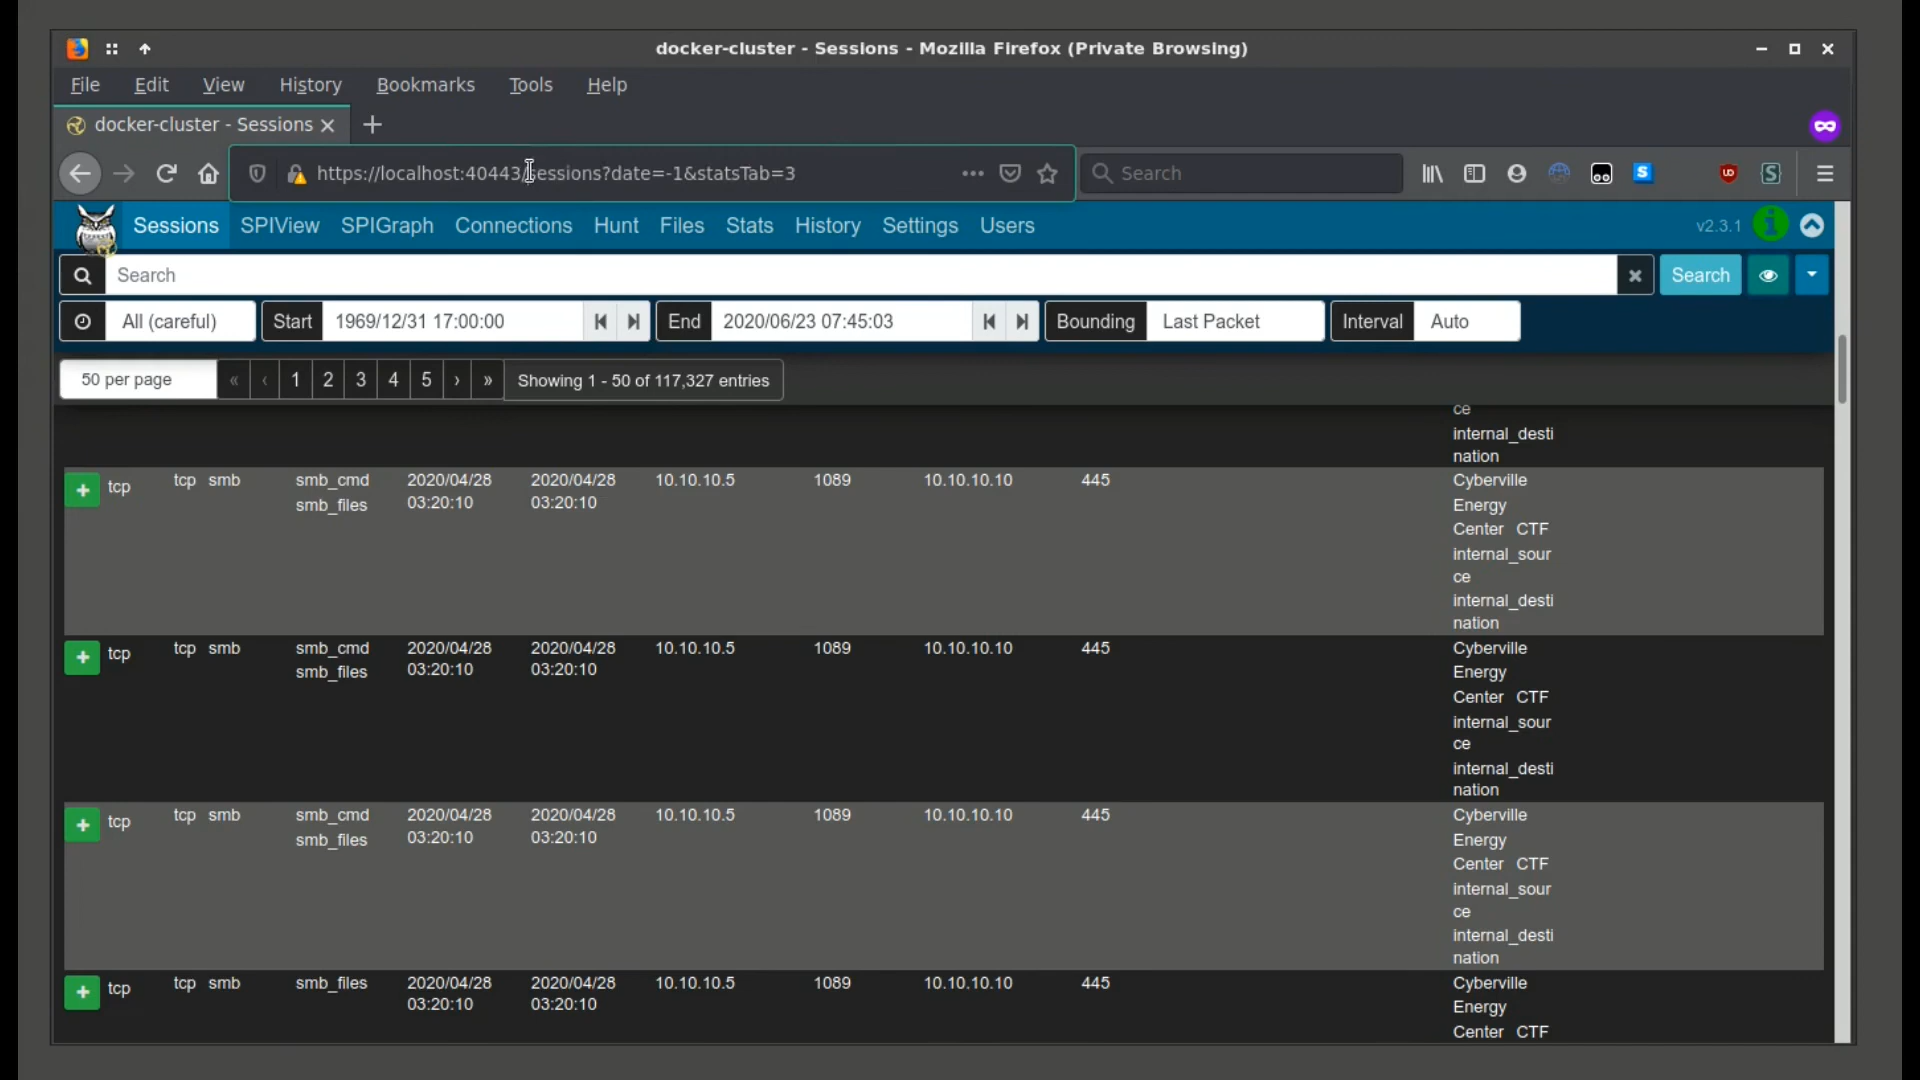 docker-cluster - Sessions - Mozilla Firefox (Private Browsing)
File Edit View History Bookmarks Tools Help
docker-cluster - Sessions
https://localhost:40443/sessions?date=-1&statsTab=3
Search
Sessions SPIView SPIGraph Connections Hunt Files Stats History Settings Users v2.3.1
Search Search
All (careful) Start 1969/12/31 17:00:00 End 2020/06/23 07:45:03 Bounding Last Packet Interval Auto
50 per page « ‹ 1 2 3 4 5 › » Showing 1 - 50 of 117,327 entries
ce
internal_desti
nation
tcp tcp smb smb_cmd 2020/04/28 2020/04/28 10.10.10.5 1089 10.10.10.10 445 Cyberville
smb_files 03:20:10 03:20:10 Energy
Center CTF
internal_sour
ce
internal_desti
nation
tcp tcp smb smb_cmd 2020/04/28 2020/04/28 10.10.10.5 1089 10.10.10.10 445 Cyberville
smb_files 03:20:10 03:20:10 Energy
Center CTF
internal_sour
ce
internal_desti
nation
tcp tcp smb smb_cmd 2020/04/28 2020/04/28 10.10.10.5 1089 10.10.10.10 445 Cyberville
smb_files 03:20:10 03:20:10 Energy
Center CTF
internal_sour
ce
internal_desti
nation
tcp tcp smb smb_files 2020/04/28 2020/04/28 10.10.10.5 1089 10.10.10.10 445 Cyberville
03:20:10 03:20:10 Energy
Center CTF